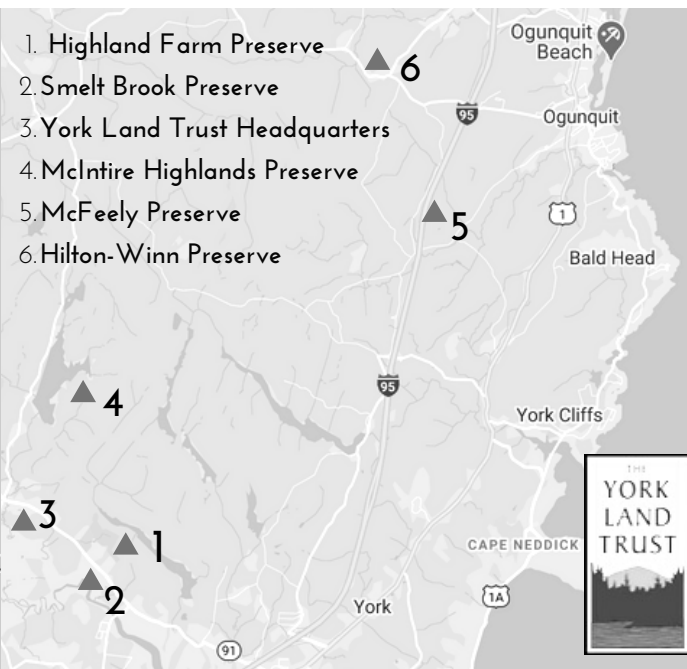 1. Highland Farm Preserve
2. Smelt Brook Preserve
3. York Land Trust Headquarters
4. McIntire Highlands Preserve
5. McFeely Preserve
6. Hilton-Winn Preserve
Ogunquit
Beach
6
95
Ogunquit
5
1
Bald Head
95
4
York Cliffs
3
1
CAPE NEDDICK
2
York
1A
91
THE
YORK
LAND
TRUST